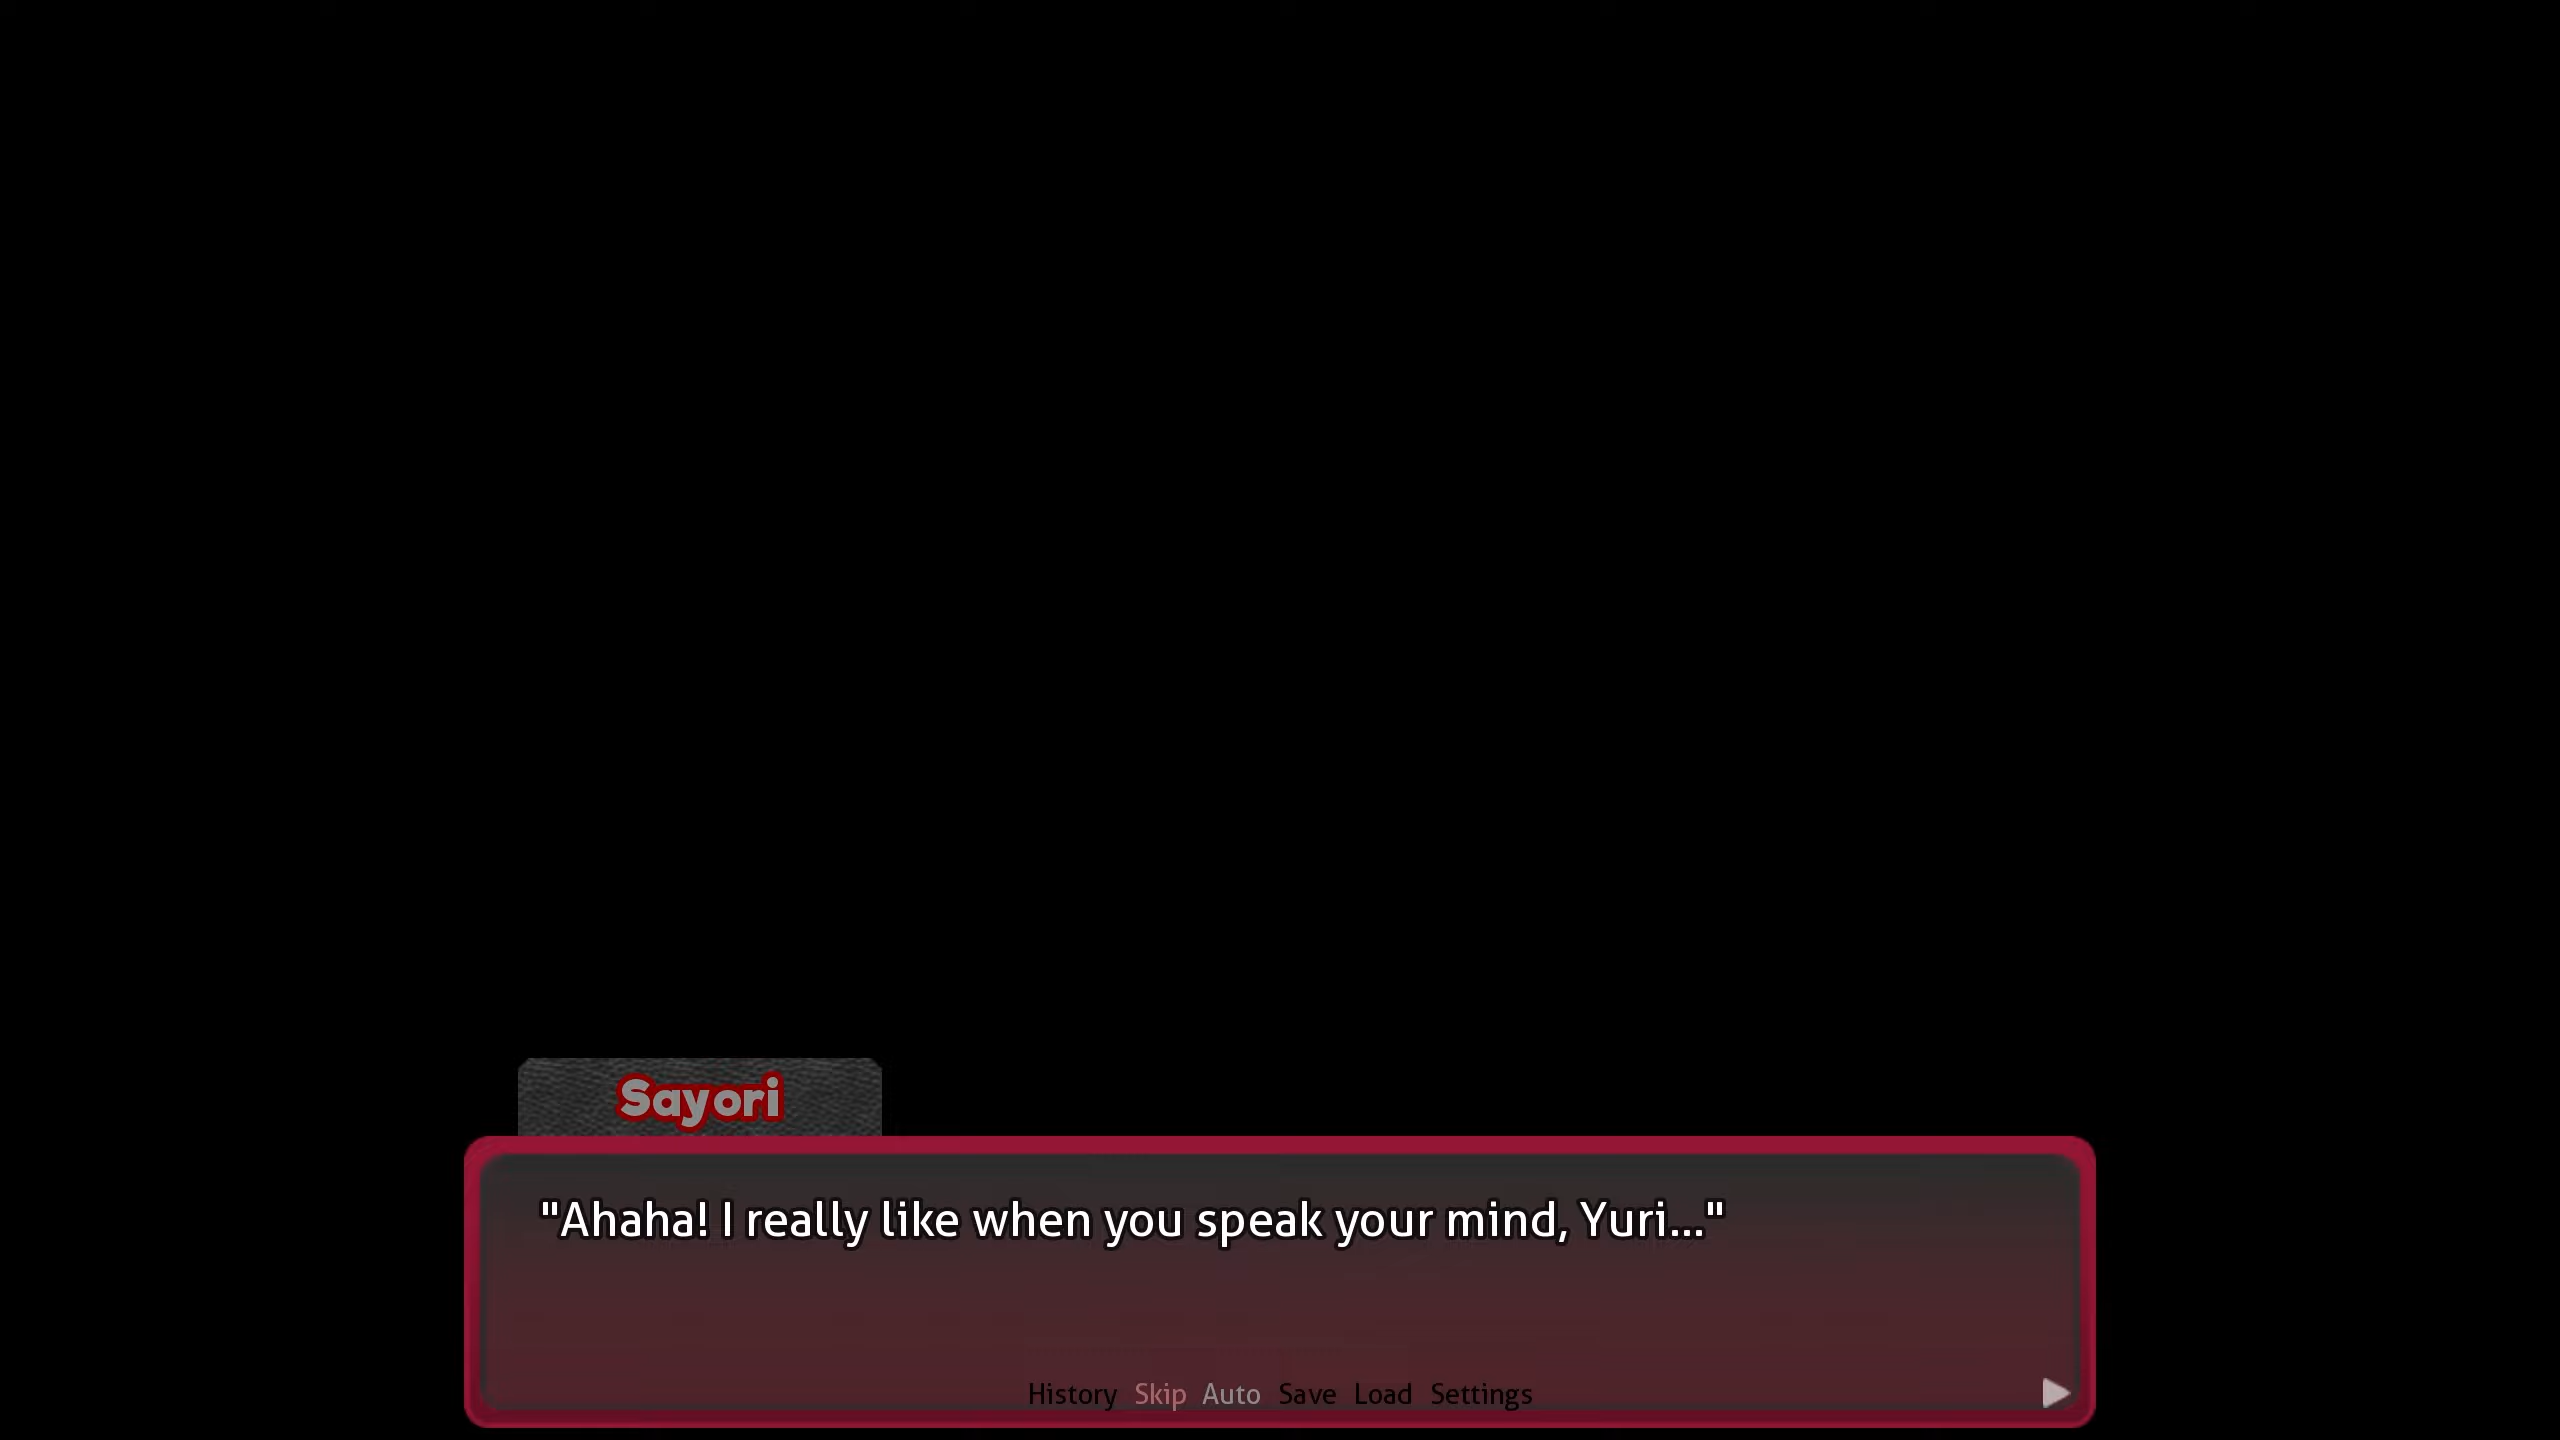 Sayori
"Ahaha! I really like when you speak your mind, Yuri..."
History Skip Auto Save Load Settings